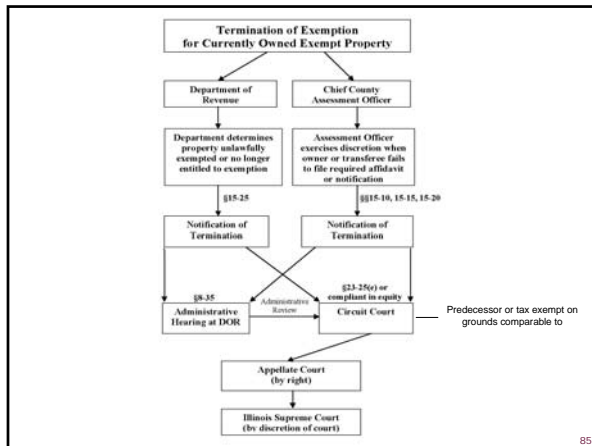 Termination of Exemption
for Currently Owned Exempt Property
Department of
Revenue
Chief County
Assessment Officer
Department determines
property unlawfully
exempted or no longer
entitled to exemption
Assessment Officer
exercises discretion when
owner or transferee fails
to file required affidavit
or notification
§15-25
§§15-10, 15-15, 15-20
Notification of
Termination
Notification of
Termination
§8-35
§23-25(e) or
compliant in equity
Administrative
Hearing at DOR
Administrative
Review
Circuit Court
Predecessor or tax exempt on
grounds comparable to
Appellate Court
(by right)
Illinois Supreme Court
(by discretion of court)
85